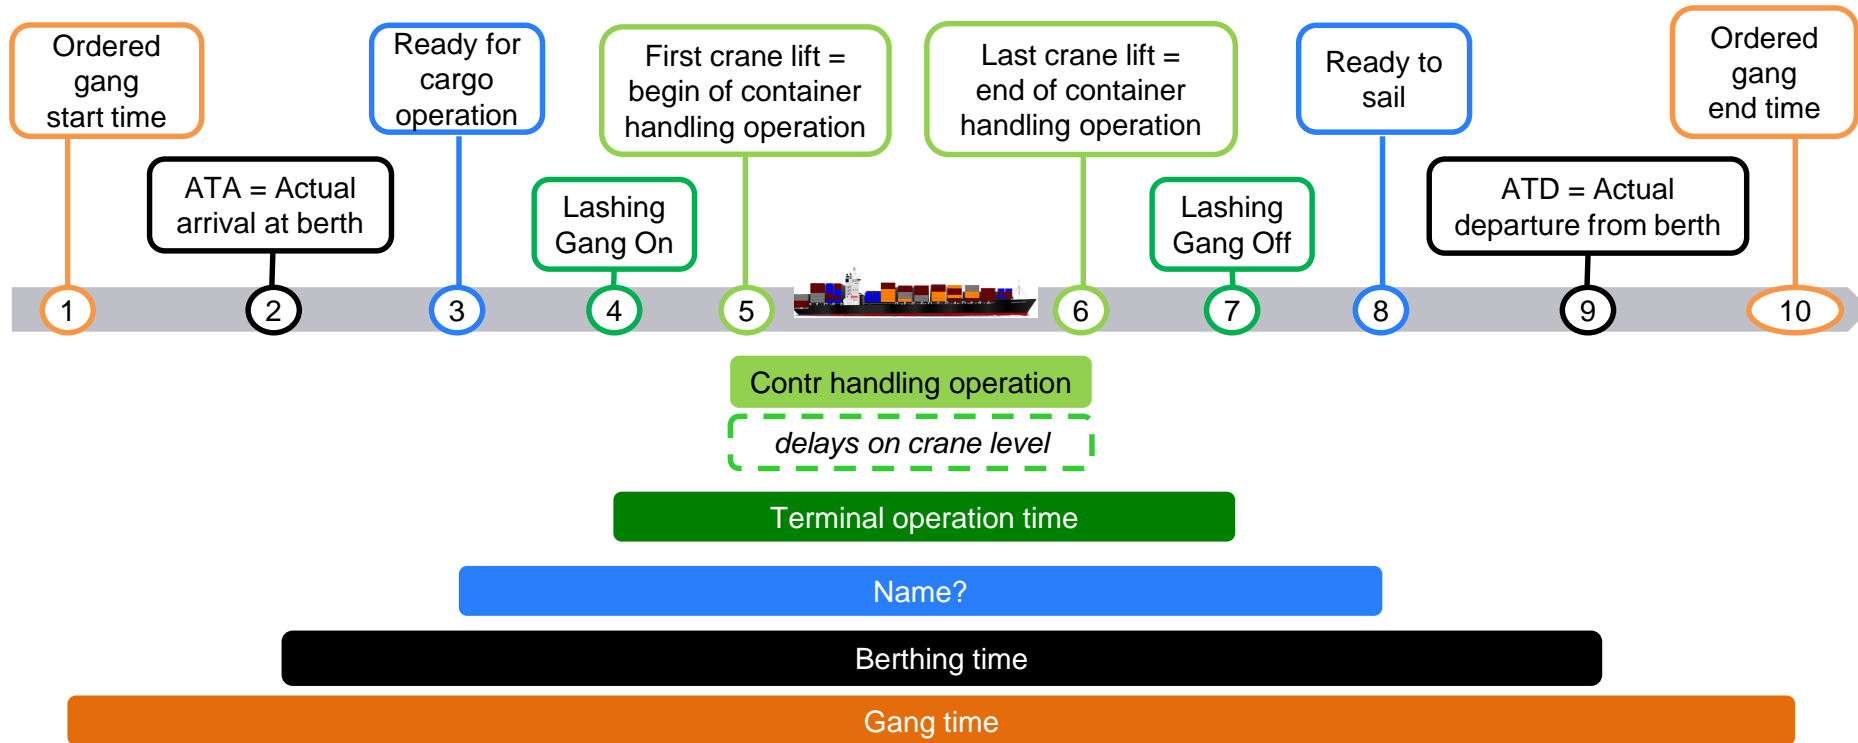 Ordered
gang
start time
ATA = Actual
arrival at berth
Ready for
cargo
operation
Lashing
Gang On
First crane lift =
begin of container
handling operation
Last crane lift =
end of container
handling operation
Lashing
Gang Off
Ready to
sail
ATD = Actual
departure from berth
Ordered
gang
end time
1
2
3
4
5
6
7
8
9
10
Contr handling operation
delays on crane level
Terminal operation time
Name?
Berthing time
Gang time